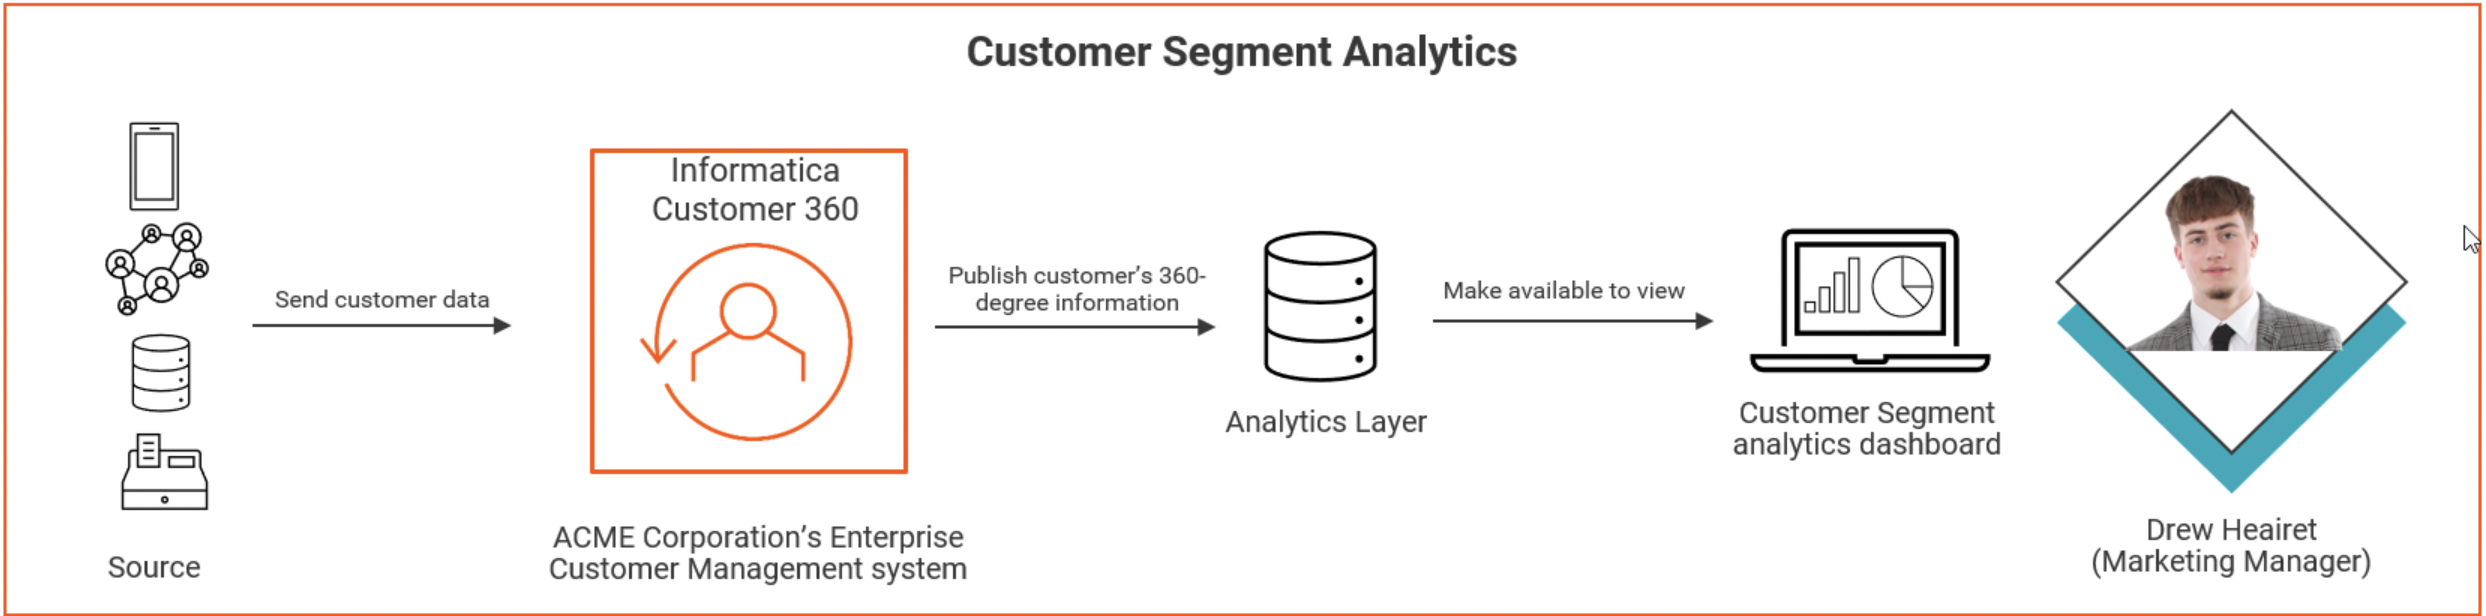 Customer Segment Analytics
Informatica
Customer 360
Send customer data
Publish customer’s 360-
degree information
Make available to view
Source
ACME Corporation’s Enterprise
Customer Management system
Analytics Layer
Customer Segment
analytics dashboard
Drew Heairet
(Marketing Manager)